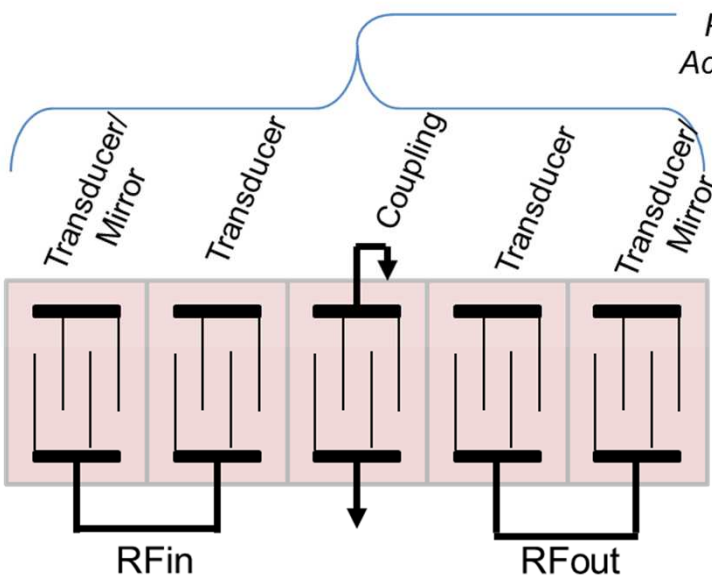 Transducer/
Mirror
Transducer
Coupling
Transducer
Transducer/
Mirror
RFin
RFout